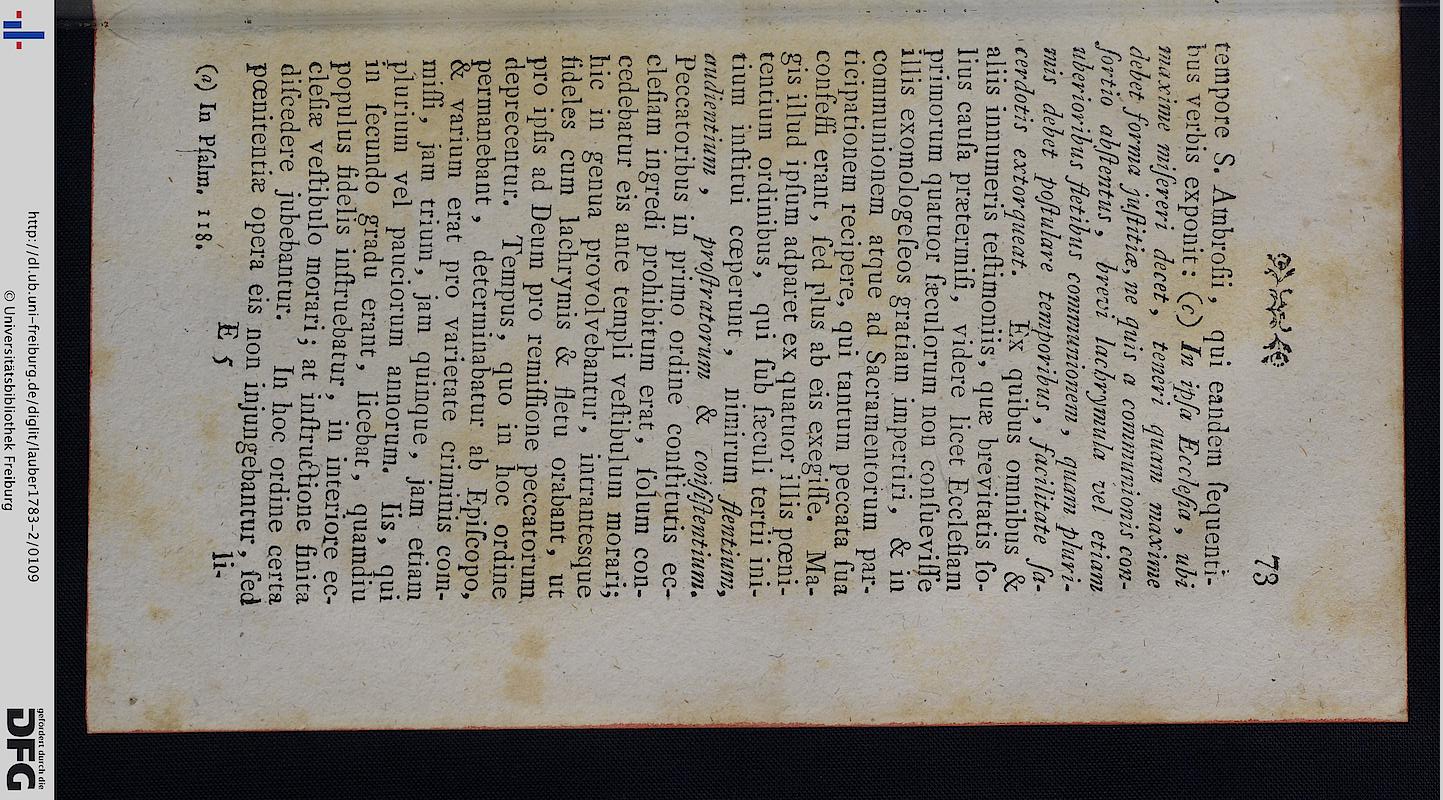 73
tempore S. Ambroſii, qui eandem ſequenti-
bus verbis exponit: (c) In ipſa Eccleſia, ubi
maxime miſereri decet, teneri quam maxime
debet forma juſtitiæ, ne quis a communionis con-
ſortio abſtentus, brevi lachrymula vel etiam
uberioribus fletibus communionem, quam pluri-
mis debet poſtulare temporibus, facilitate ſa-
cerdotis extorqueat. Ex quibus omnibus &
aliis innumeris teſtimoniis, quæ brevitatis ſo-
lius cauſa prætermiſi, videre licet Eccleſiam
primorum quatuor ſæculorum non conſueviſſe
illis exomologeſeos gratiam impertiri, & in
communionem atque ad Sacramentorum par-
ticipationem recipere, qui tantum peccata ſua
confeſſi erant, ſed plus ab eis exegiſſe. Ma-
gis illud ipſum adparet ex quatuor illis pœni-
tentium ordinibus, qui ſub ſæculi tertii ini-
tium inſtitui cœperunt, nimirum flentium,
audientium, proſtratorum & conſiſtentium.
Peccatoribus in primo ordine conſtitutis ec-
cleſiam ingredi prohibitum erat, ſolum con-
cedebatur eis ante templi veſtibulum morari;
hic in genua provolvebantur, intrantesque
fideles cum lachrymis & fletu orabant, ut
pro ipſis ad Deum pro remiſſione peccatorum
deprecentur. Tempus, quo in hoc ordine
permanebant, determinabatur ab Epiſcopo,
& varium erat pro varietate criminis com-
miſſi, jam trium, jam quinque, jam etiam
plurium vel pauciorum annorum. Iis, qui
in ſecundo gradu erant, licebat, quamdiu
populus fidelis inſtruebatur, in interiore ec-
cleſiæ veſtibulo morari; at inſtructione finita
diſcedere jubebantur. In hoc ordine certa
pœnitentiæ opera eis non injungebantur, ſed
E 5 li-
(a) In Pſalm. 118.
http://dl.ub.uni-freiburg.de/diglit/lauber1783-2/0109
© Universitätsbibliothek Freiburg
gefördert durch die
DFG